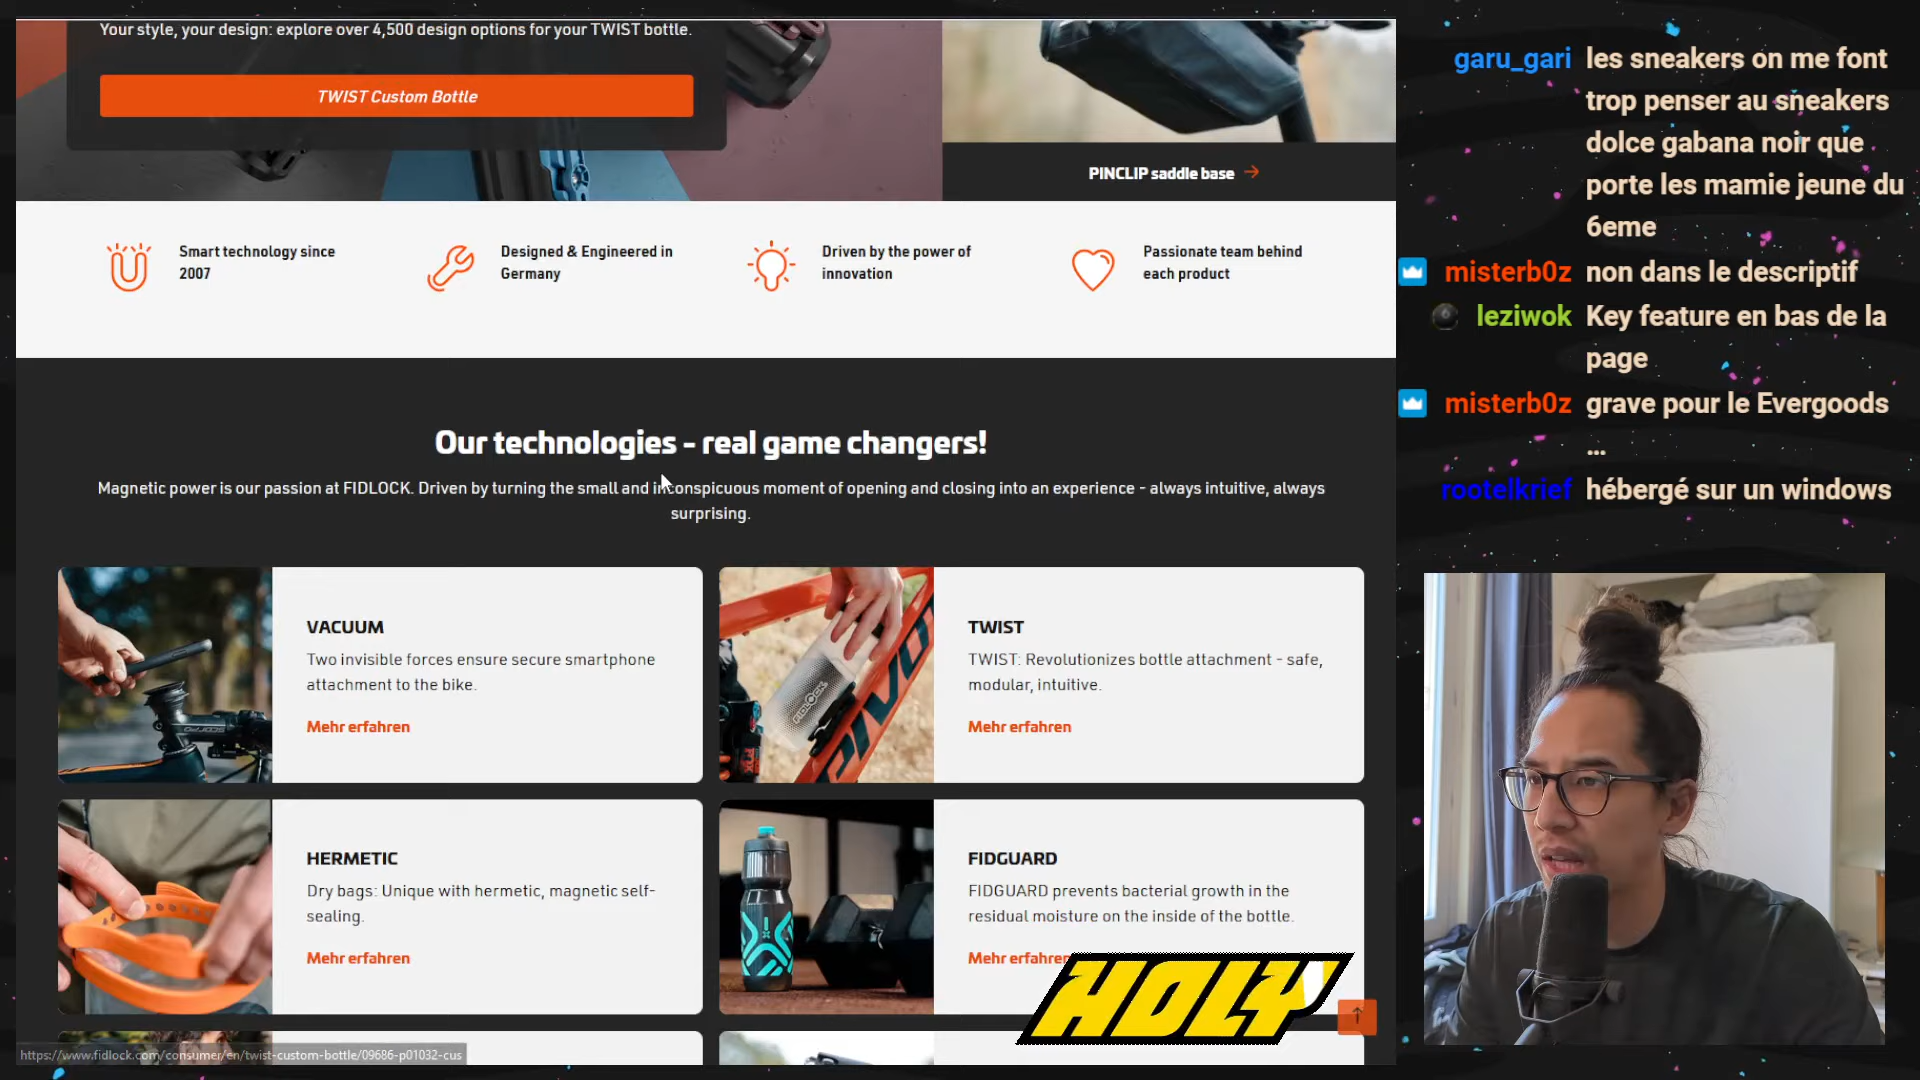 Your style, your design: explore over 4,500 design options for your TWIST bottle.
TWIST Custom Bottle
PINCLIP saddle base
Smart technology since
2007
Designed & Engineered in
Germany
Driven by the power of
innovation
Passionate team behind
each product
Our technologies - real game changers!
Magnetic power is our passion at FIDLOCK. Driven by turning the small and inconspicuous moment of opening and closing into an experience - always intuitive, always
surprising.
VACUUM
Two invisible forces ensure secure smartphone
attachment to the bike.
Mehr erfahren
FIDLOCK
PIVO
TWIST
TWIST: Revolutionizes bottle attachment - safe,
modular, intuitive.
Mehr erfahren
HERMETIC
Dry bags: Unique with hermetic, magnetic self-
sealing.
Mehr erfahren
FIDGUARD
FIDGUARD prevents bacterial growth in the
residual moisture on the inside of the bottle.
Mehr erfahren
HOLY
https://www.fidlock.com/consumer/en/twist-custom-bottle/09686-p01032-cus
garu_gari les sneakers on me font
trop penser au sneakers
dolce gabana noir que
porte les mamie jeune du
6eme
misterb0z non dans le descriptif
leziwok Key feature en bas de la
page
misterb0z grave pour le Evergoods
...
rootelkrief hébergé sur un windows